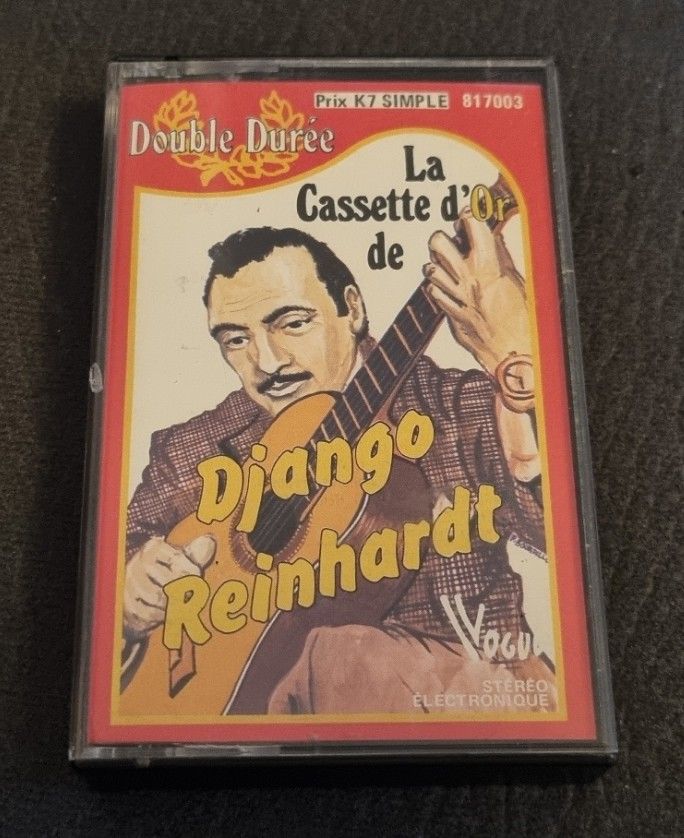 Prix K7 SIMPLE 817003
Double Durée
La
Cassette d'Or
de
Django
Reinhardt
VOGUE
STÉRÉO
ÉLECTRONIQUE